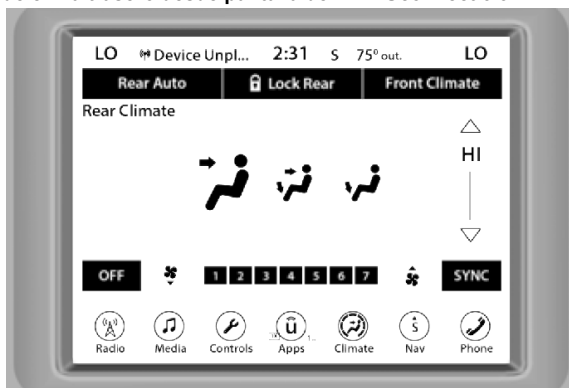 LO Device Unpl... 2:31 S 75° out. LO
Rear Auto Lock Rear Front Climate
Rear Climate
HI
OFF 1 2 3 4 5 6 7 SYNC
û S
Radio Media Controls Apps Climate Nav Phone